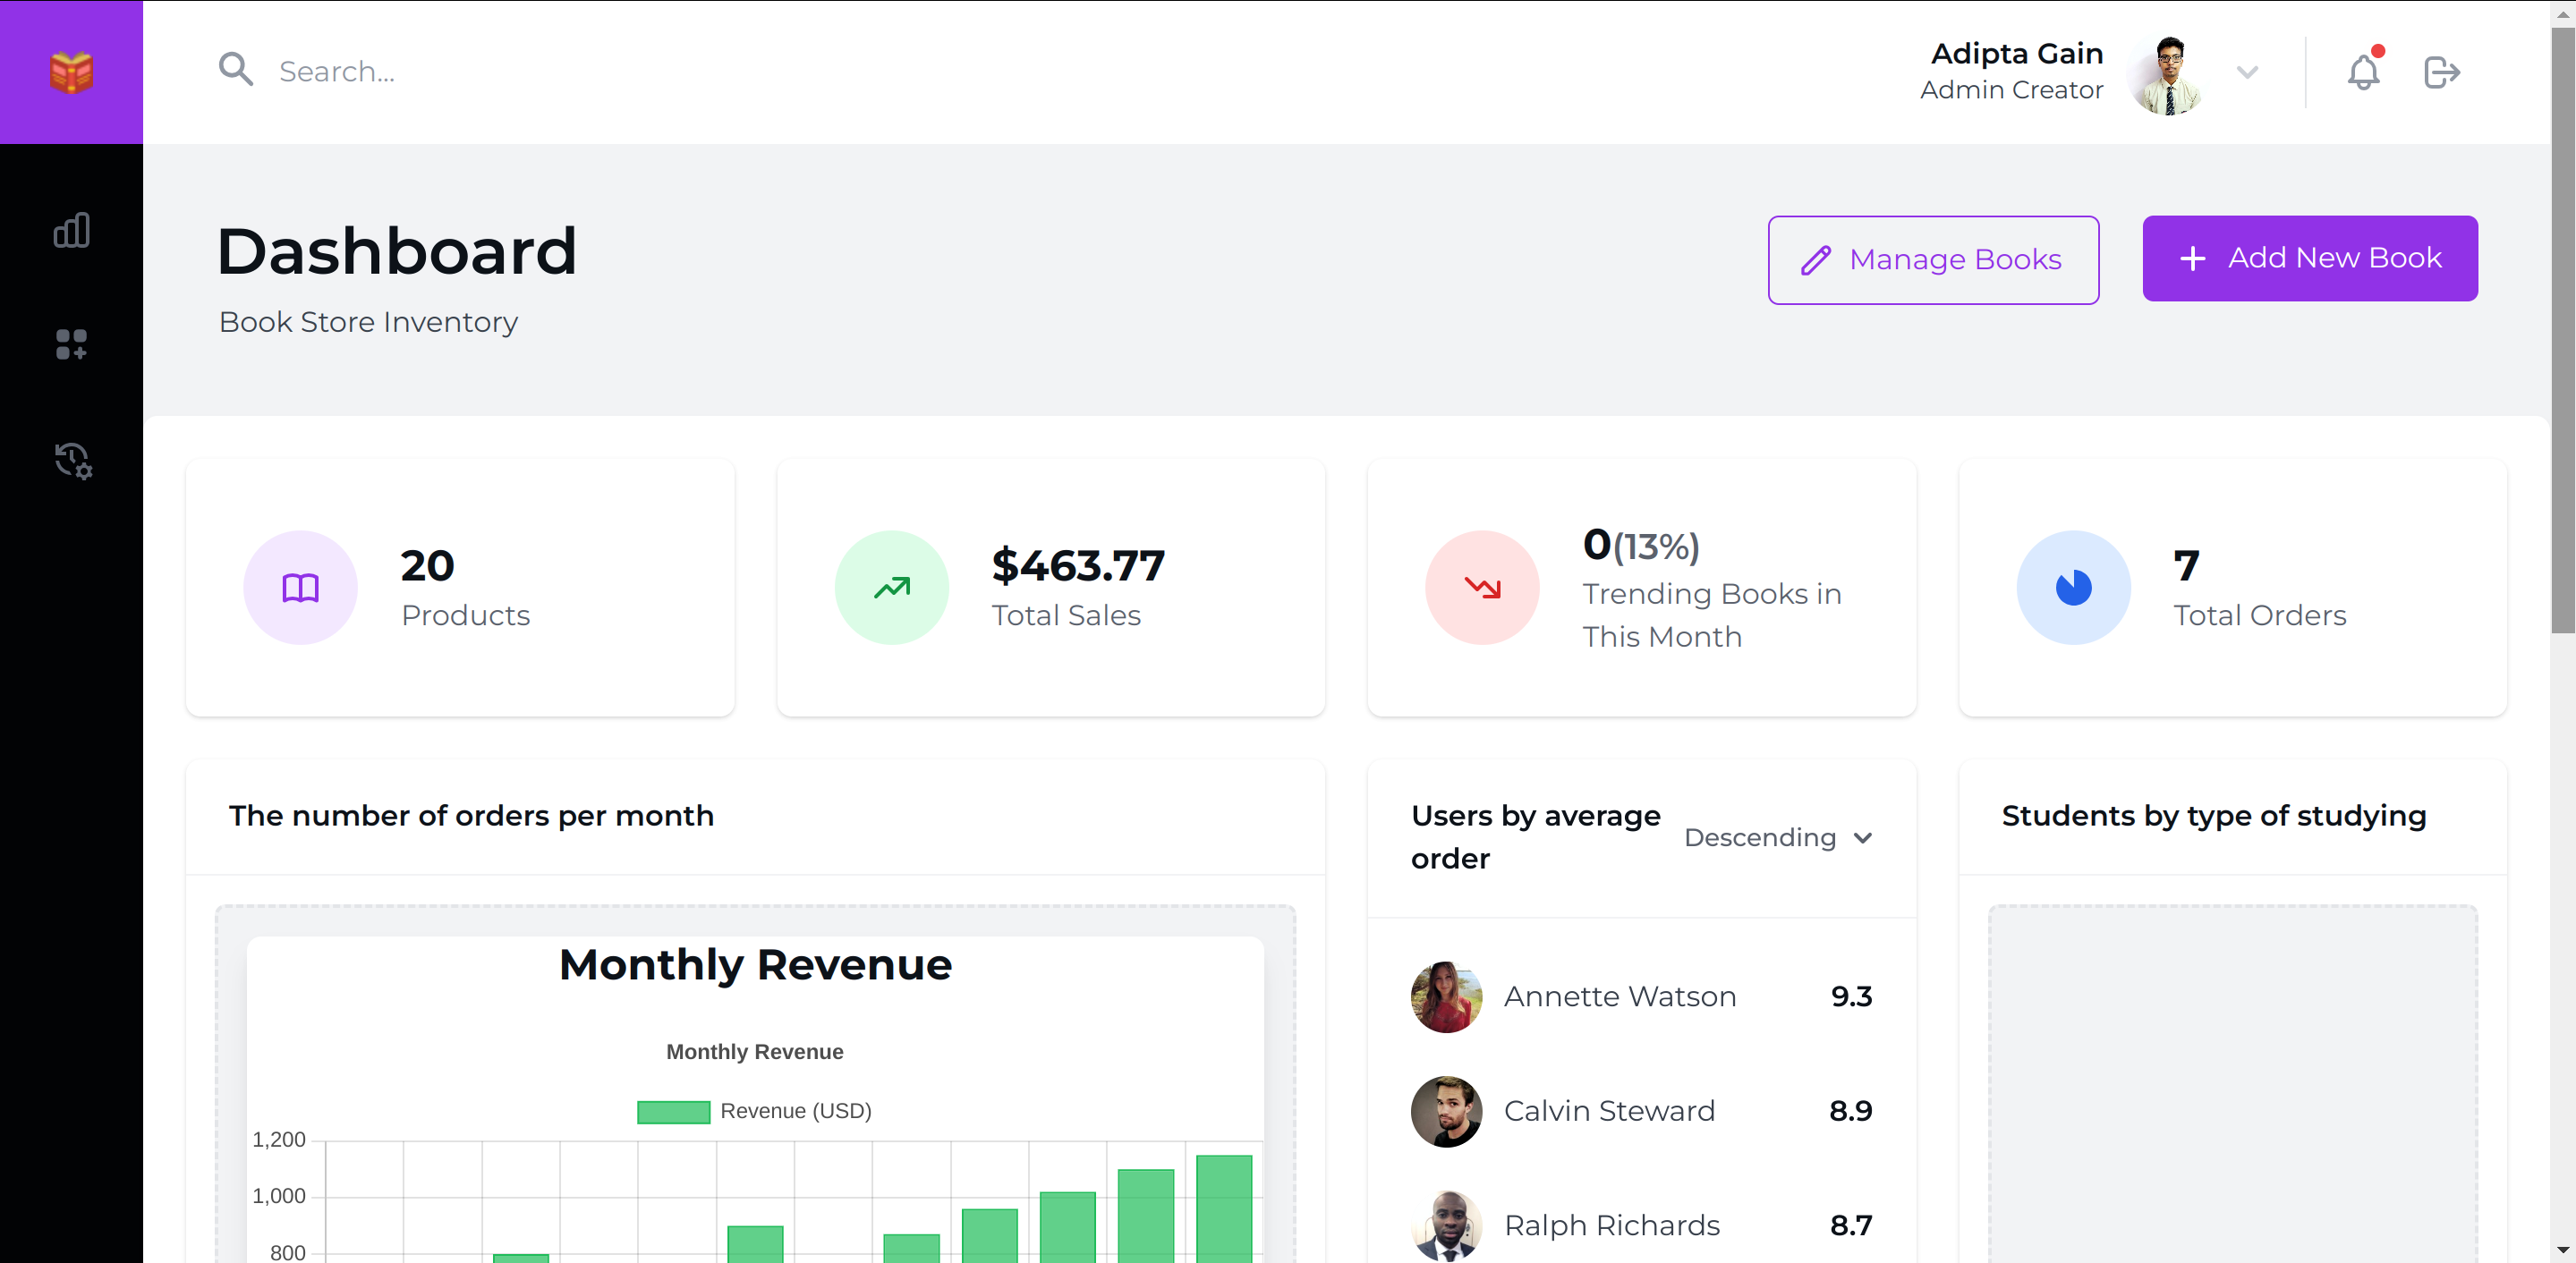 Search...
Adipta Gain
Admin Creator
Dashboard
Book Store Inventory
Manage Books
Add New Book
20
Products
$463.77
Total Sales
0(13%)
Trending Books in
This Month
7
Total Orders
The number of orders per month
Monthly Revenue
Monthly Revenue
Revenue (USD)
1,200
1,000
800
Users by average
order
Descending
Annette Watson 9.3
Calvin Steward 8.9
Ralph Richards 8.7
Students by type of studying